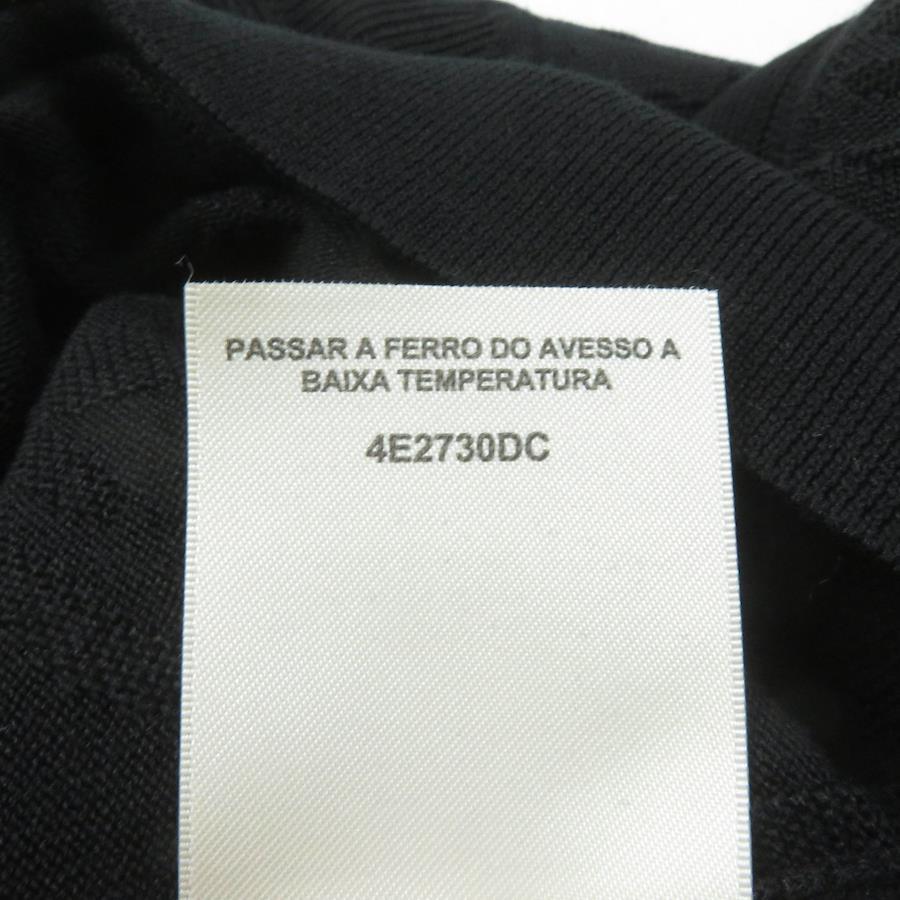 PASSAR A FERRO DO AVESSO A
BAIXA TEMPERATURA
4E2730DC